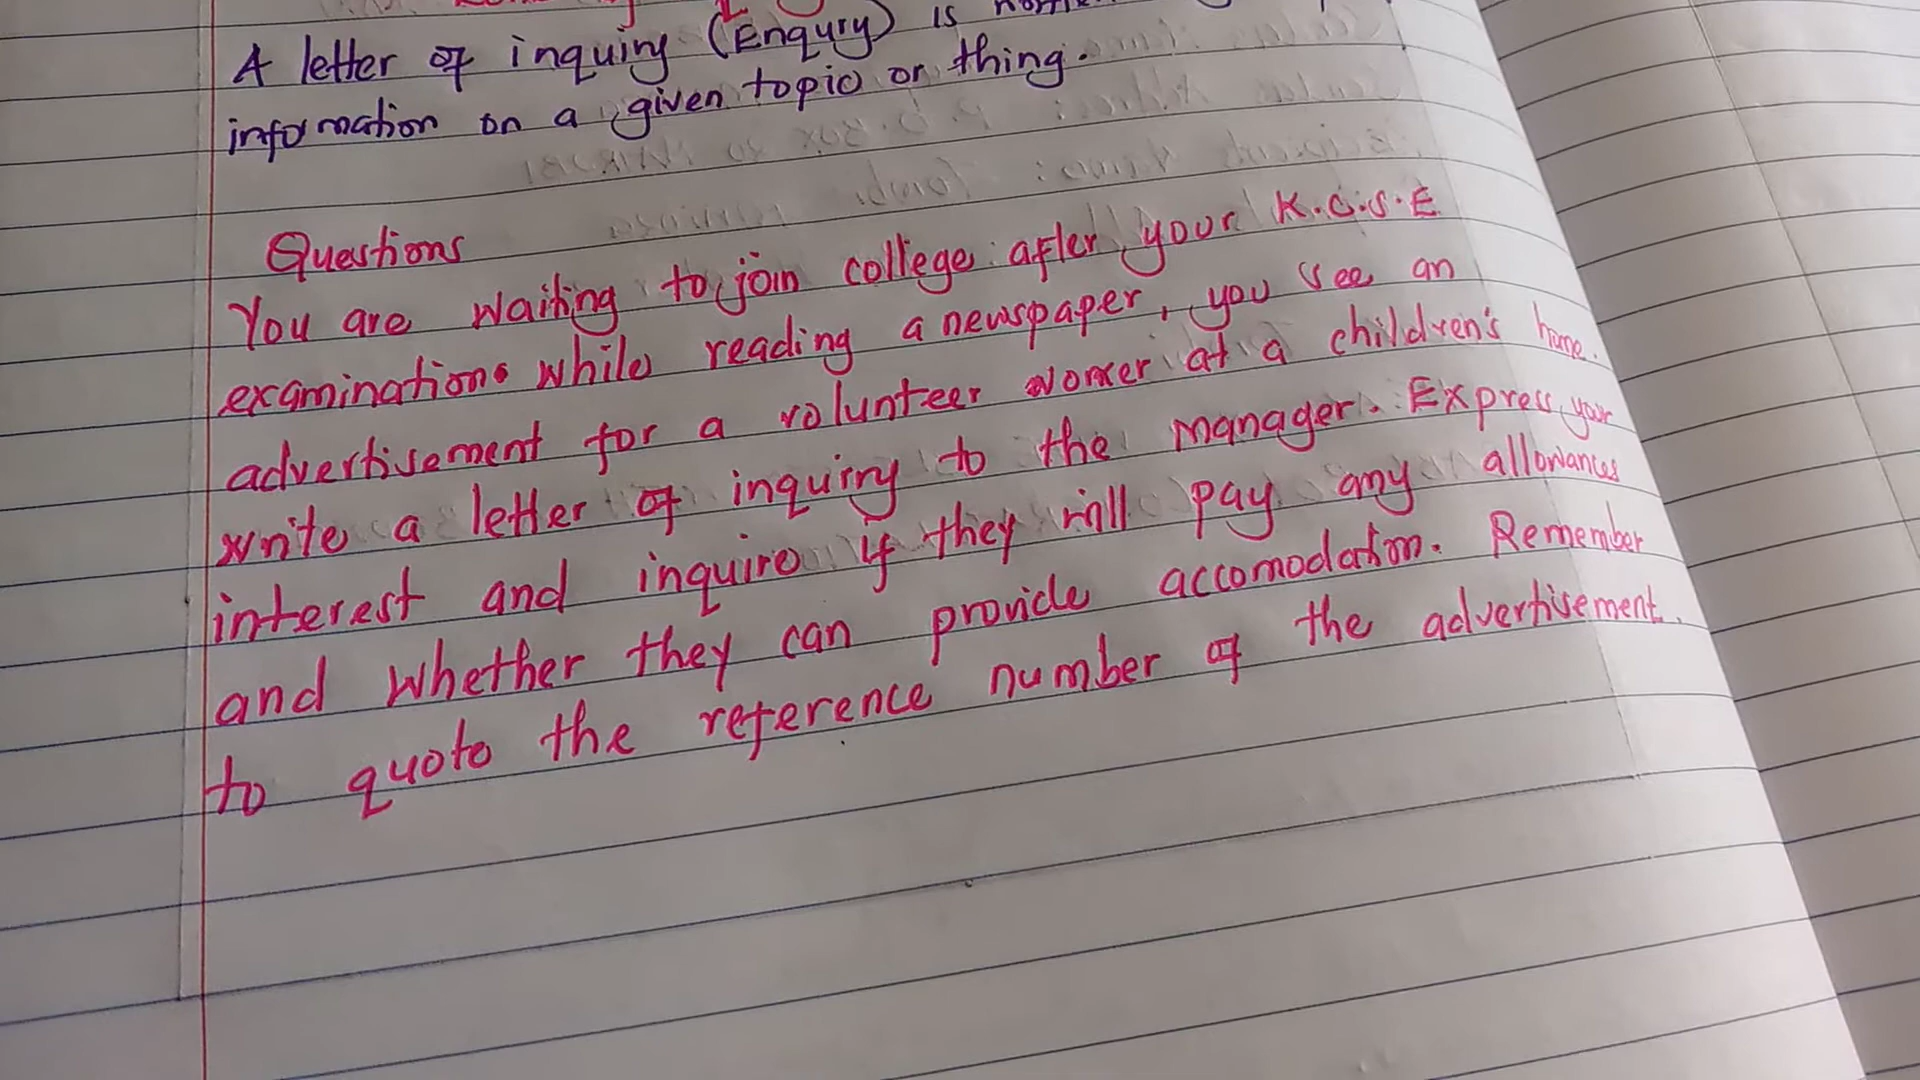 A letter of inquiry (Enqury) is
information on a given topic or thing.
Questions
You are waiting to join college after your K.C.S.E
examinations while reading a newspaper, you see an
advertisement for a volunteer worker at a children's home.
write a letter of inquiry to the manager. Express your
interest and inquire if they will pay any allowances
and whether they can provide accomodation. Remember
to quote the reference number of the advertisement.